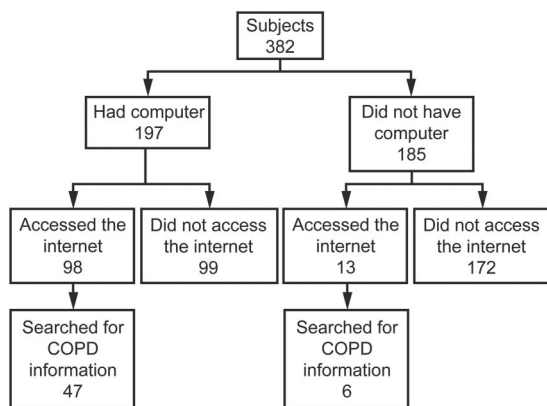 Subjects
382
Had computer
197
Did not have
computer
185
Accessed the
internet
98
Did not access
the internet
99
Accessed the
internet
13
Did not access
the internet
172
Searched for
COPD
information
47
Searched for
COPD
information
6